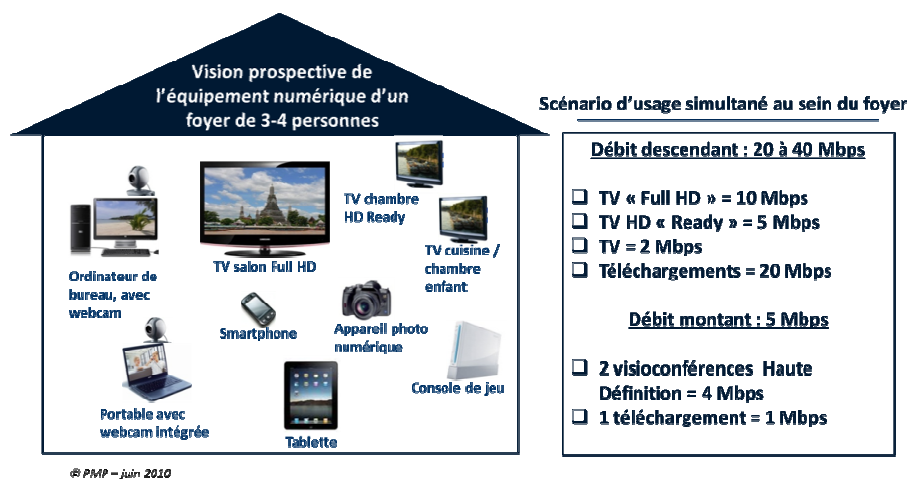 Vision prospective de
l'équipement numérique d'un
foyer de 3-4 personnes
TV chambre
HD Ready
TV salon Full HD
TV cuisine /
chambre
enfant
Ordinateur de
bureau, avec
webcam
Smartphone
Appareil photo
numérique
Console de jeu
Portable avec
webcam intégrée
Tablette
© PMP – juin 2010
Scénario d'usage simultané au sein du foyer
Débit descendant : 20 à 40 Mbps
TV « Full HD » = 10 Mbps
TV HD « Ready » = 5 Mbps
TV = 2 Mbps
Téléchargements = 20 Mbps
Débit montant : 5 Mbps
2 visioconférences Haute
Définition = 4 Mbps
1 téléchargement = 1 Mbps